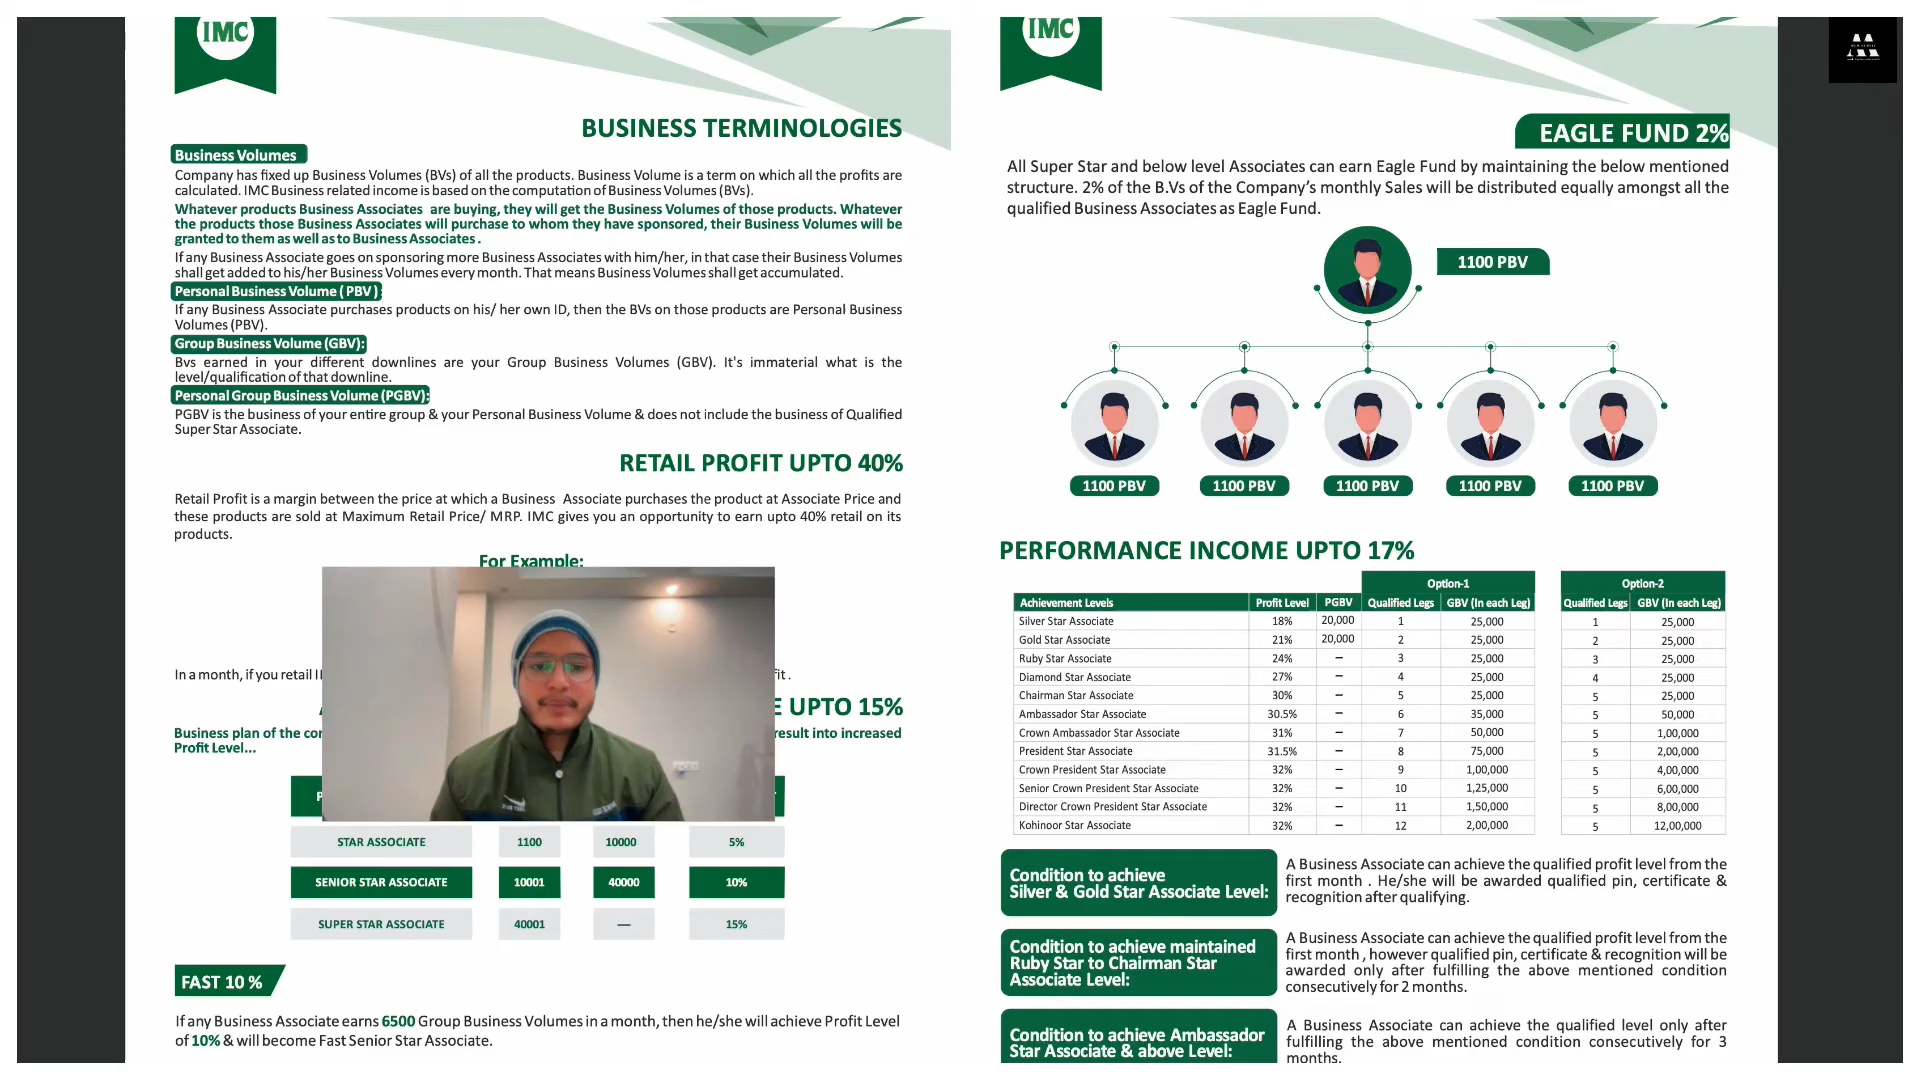 IMC
BUSINESS TERMINOLOGIES
Business Volumes
Company has fixed up Business Volumes (BVs) of all the products. Business Volume is a term on which all the profits are
calculated. IMC Business related income is based on the computation of Business Volumes (BVs).
Whatever products Business Associates are buying, they will get the Business Volumes of those products. Whatever
the products those Business Associates will purchase to whom they have sponsored, their Business Volumes will be
granted to them as well as to Business Associates .
If any Business Associate goes on sponsoring more Business Associates with him/her, in that case their Business Volumes
shall get added to his/her Business Volumes every month. That means Business Volumes shall get accumulated.
Personal Business Volume ( PBV ):
If any Business Associate purchases products on his/ her own ID, then the BVs on those products are Personal Business
Volumes (PBV).
Group Business Volume (GBV):
Bvs earned in your different downlines are your Group Business Volumes (GBV). It's immaterial what is the
level/qualification of that downline.
Personal Group Business Volume (PGBV):
PGBV is the business of your entire group & your Personal Business Volume & does not include the business of Qualified
Super Star Associate.
RETAIL PROFIT UPTO 40%
Retail Profit is a margin between the price at which a Business Associate purchases the product at Associate Price and
these products are sold at Maximum Retail Price/ MRP. IMC gives you an opportunity to earn upto 40% retail on its
products.
For Example:
In a month, if you retail
UPTO 15%
Business plan of the result into increased
Profit Level...
STAR ASSOCIATE 1100 10000 5%
SENIOR STAR ASSOCIATE 10001 40000 10%
SUPER STAR ASSOCIATE 40001 — 15%
FAST 10 %
If any Business Associate earns 6500 Group Business Volumes in a month, then he/she will achieve Profit Level
of 10% & will become Fast Senior Star Associate.
IMC
EAGLE FUND 2%
All Super Star and below level Associates can earn Eagle Fund by maintaining the below mentioned
structure. 2% of the B.Vs of the Company's monthly Sales will be distributed equally amongst all the
qualified Business Associates as Eagle Fund.
1100 PBV
1100 PBV 1100 PBV 1100 PBV 1100 PBV 1100 PBV
PERFORMANCE INCOME UPTO 17%
Option-1 Option-2
Achievement Levels Profit Level PGBV Qualified Legs GBV (In each Leg) Qualified Legs GBV (In each Leg)
Silver Star Associate 18% 20,000 1 25,000 1 25,000
Gold Star Associate 21% 20,000 2 25,000 2 25,000
Ruby Star Associate 24% – 3 25,000 3 25,000
Diamond Star Associate 27% – 4 25,000 4 25,000
Chairman Star Associate 30% – 5 25,000 5 25,000
Ambassador Star Associate 30.5% – 6 35,000 5 50,000
Crown Ambassador Star Associate 31% – 7 50,000 5 1,00,000
President Star Associate 31.5% – 8 75,000 5 2,00,000
Crown President Star Associate 32% – 9 1,00,000 5 4,00,000
Senior Crown President Star Associate 32% – 10 1,25,000 5 6,00,000
Director Crown President Star Associate 32% – 11 1,50,000 5 8,00,000
Kohinoor Star Associate 32% – 12 2,00,000 5 12,00,000
Condition to achieve
Silver & Gold Star Associate Level:
A Business Associate can achieve the qualified profit level from the
first month . He/she will be awarded qualified pin, certificate &
recognition after qualifying.
Condition to achieve maintained
Ruby Star to Chairman Star
Associate Level:
A Business Associate can achieve the qualified profit level from the
first month , however qualified pin, certificate & recognition will be
awarded only after fulfilling the above mentioned condition
consecutively for 2 months.
Condition to achieve Ambassador
Star Associate & above Level:
A Business Associate can achieve the qualified level only after
fulfilling the above mentioned condition consecutively for 3
months.